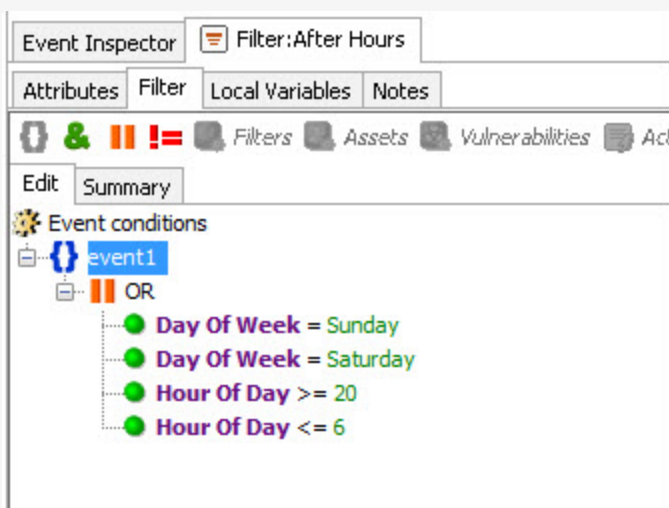 Event Inspector Filter:After Hours
Attributes Filter Local Variables Notes
{} & || != Filters Assets Vulnerabilities Act
Edit Summary
Event conditions
{} event1
OR
Day Of Week = Sunday
Day Of Week = Saturday
Hour Of Day >= 20
Hour Of Day <= 6